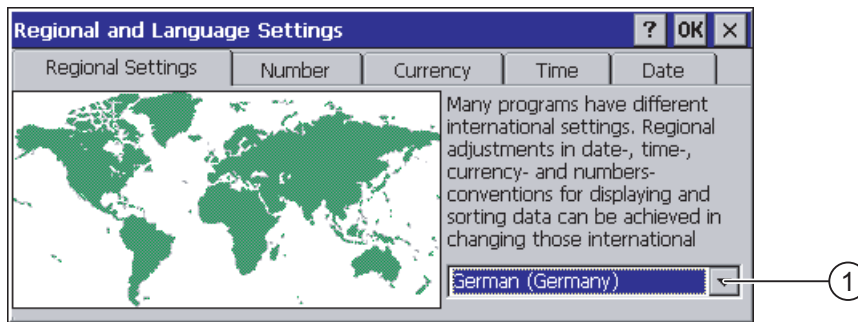 Regional and Language Settings ? OK ×
Regional Settings Number Currency Time Date
Many programs have different
international settings. Regional
adjustments in date-, time-,
currency- and numbers-
conventions for displaying and
sorting data can be achieved in
changing those international
German (Germany)
1